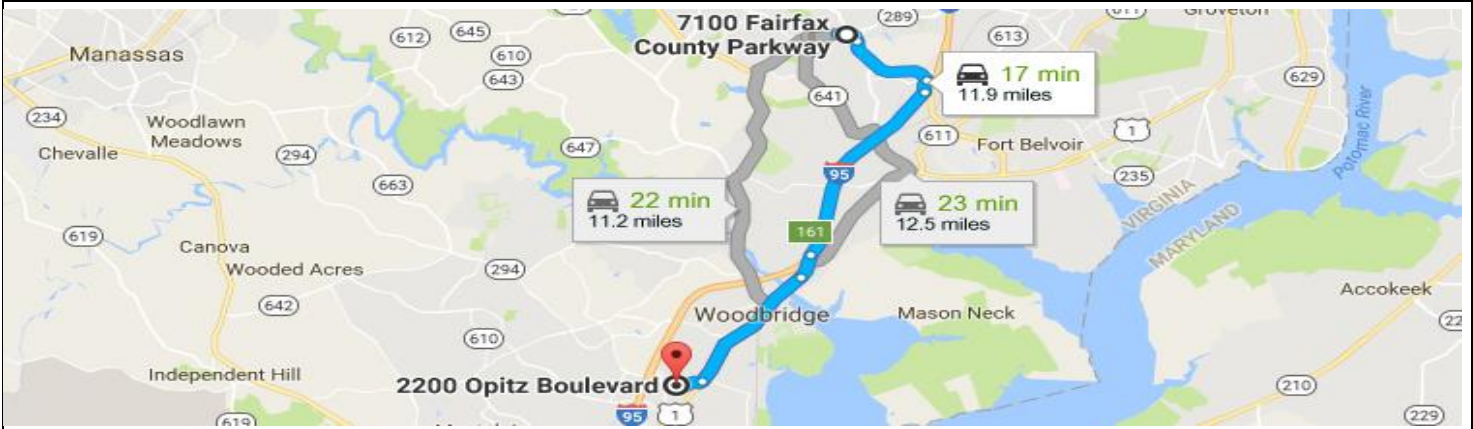 7100 Fairfax
County Parkway
289
613
612
645
610
643
Manassas
17 min
11.9 miles
629
641
234
Woodlawn
Meadows
Chevalle
294
647
611
Fort Belvoir
1
235
Potomac River
663
95
22 min
11.2 miles
23 min
12.5 miles
VIRGINIA
MARYLAND
161
619
Canova
Wooded Acres
294
642
Accokeek
Woodbridge
Mason Neck
610
Independent Hill
2200 Opitz Boulevard
210
95
1
229
619